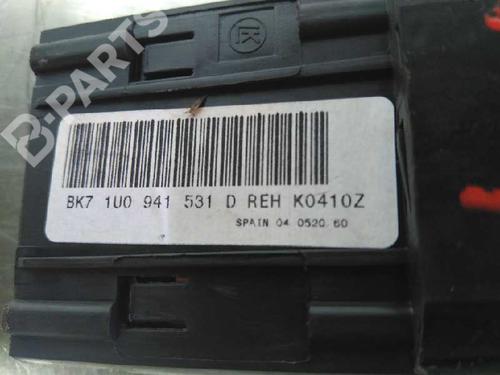 B-PARTS
K
BK7 1U0 941 531 D REH K0410Z
SPAIN 04 0520 60